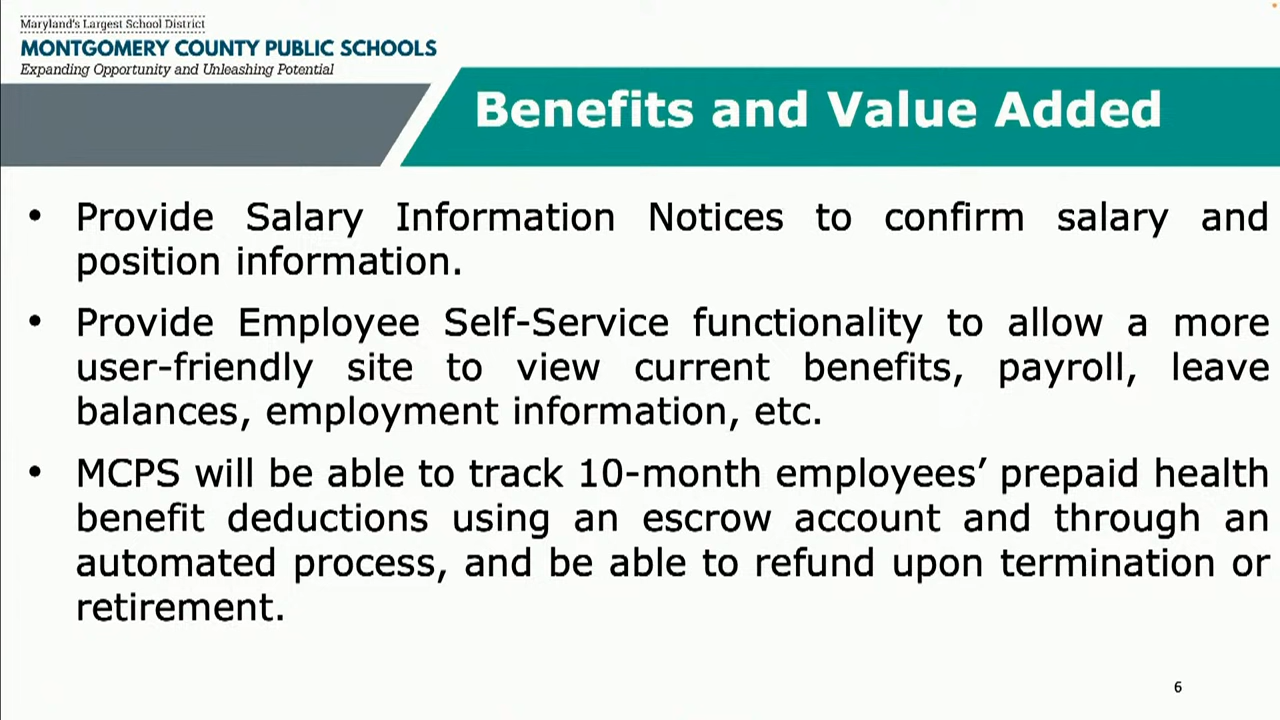 Maryland's Largest School District
MONTGOMERY COUNTY PUBLIC SCHOOLS
Expanding Opportunity and Unleashing Potential
Benefits and Value Added
• Provide Salary Information Notices to confirm salary and
position information.
• Provide Employee Self-Service functionality to allow a more
user-friendly site to view current benefits, payroll, leave
balances, employment information, etc.
• MCPS will be able to track 10-month employees’ prepaid health
benefit deductions using an escrow account and through an
automated process, and be able to refund upon termination or
retirement.
6